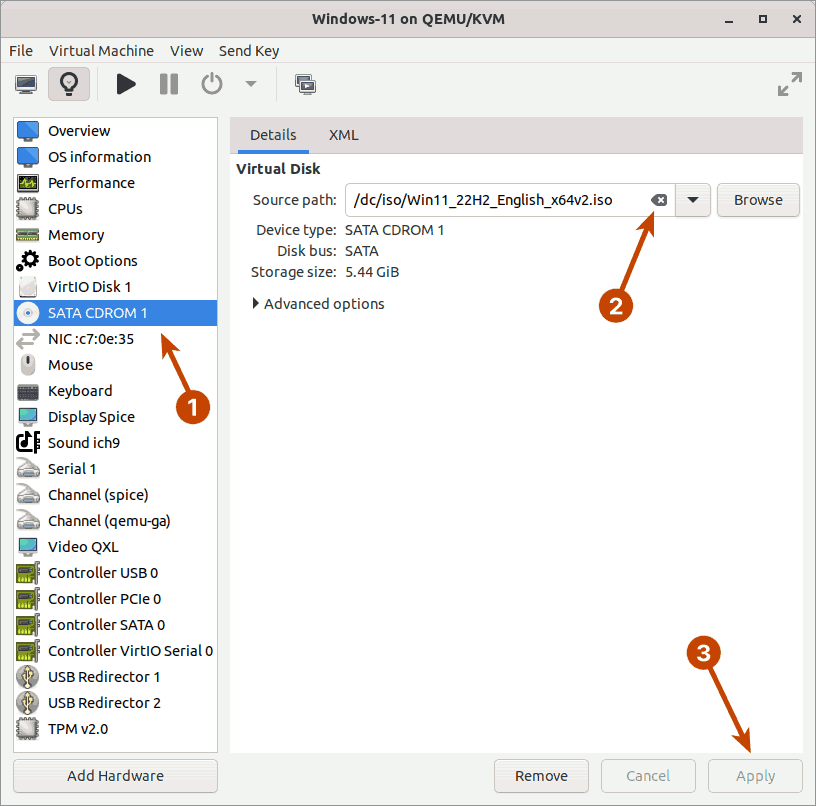 Windows-11 on QEMU/KVM
File Virtual Machine View Send Key
Overview
OS information
Performance
CPUs
Memory
Boot Options
VirtIO Disk 1
SATA CDROM 1
NIC :c7:0e:35
Mouse
Keyboard
Display Spice
Sound ich9
Serial 1
Channel (spice)
Channel (qemu-ga)
Video QXL
Controller USB 0
Controller PCIe 0
Controller SATA 0
Controller VirtIO Serial 0
USB Redirector 1
USB Redirector 2
TPM v2.0
Add Hardware
1
Details XML
Virtual Disk
Source path: /dc/iso/Win11_22H2_English_x64v2.iso Browse
Device type: SATA CDROM 1
Disk bus: SATA
Storage size: 5.44 GiB
Advanced options
2
3
Remove Cancel Apply